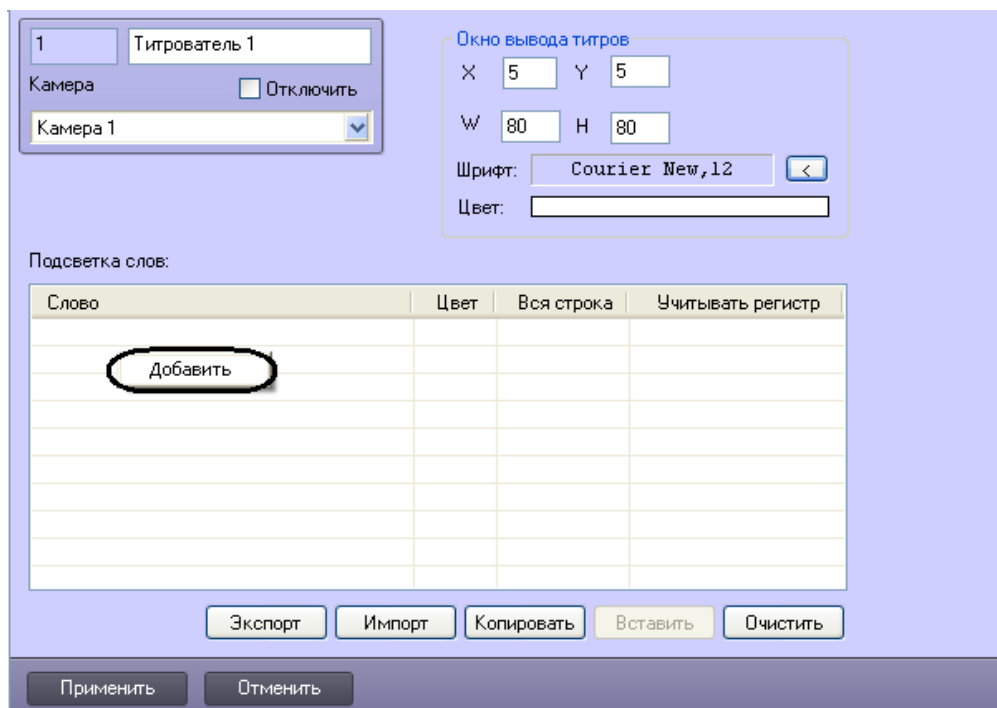 1 Титрователь 1
Камера Отключить
Камера 1
Окно вывода титров
X 5 Y 5
W 80 H 80
Шрифт: Courier New,12 <
Цвет:
Подсветка слов:
Слово Цвет Вся строка Учитывать регистр
Добавить
Экспорт Импорт Копировать Вставить Очистить
Применить Отменить